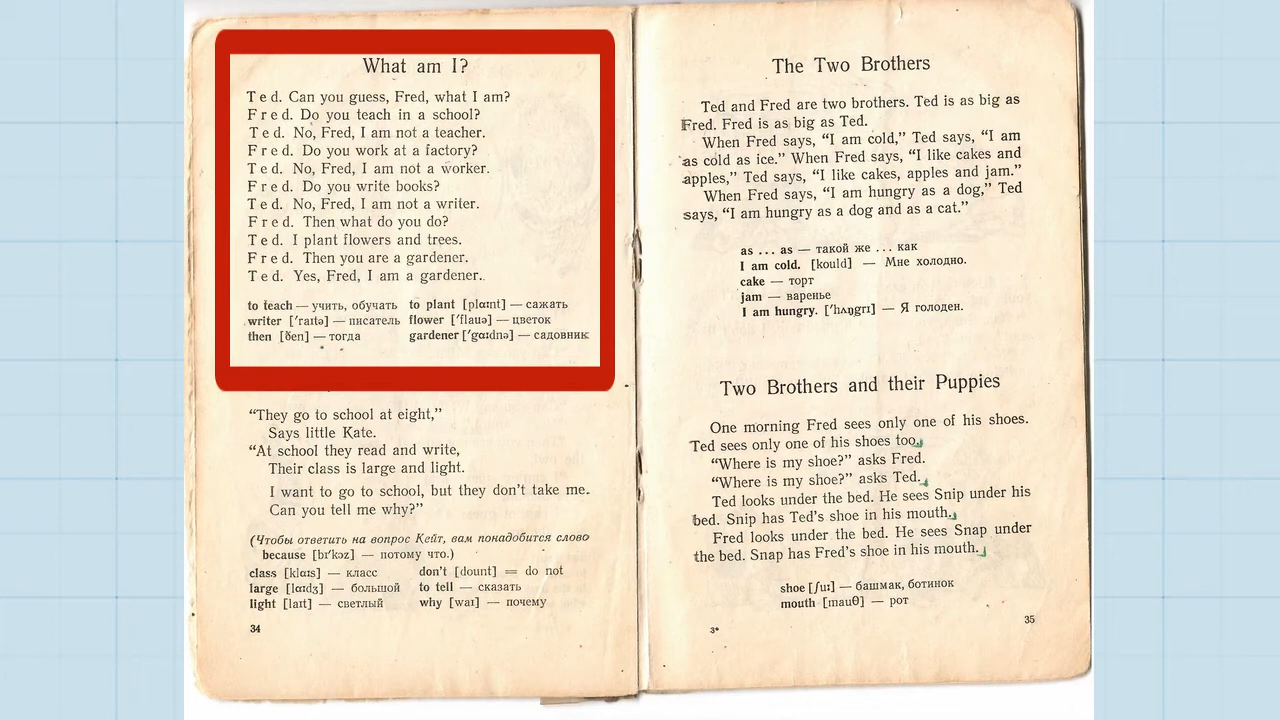 What am I?
Ted. Can you guess, Fred, what I am?
Fred. Do you teach in a school?
Ted. No, Fred, I am not a teacher.
Fred. Do you work at a factory?
Ted. No, Fred, I am not a worker.
Fred. Do you write books?
Ted. No, Fred, I am not a writer.
Fred. Then what do you do?
Ted. I plant flowers and trees.
Fred. Then you are a gardener.
Ted. Yes, Fred, I am a gardener.
to teach — учить, обучать to plant [plɑːnt] — сажать
writer ['raɪtə] — писатель flower ['flauə] — цветок
then [ðen] — тогда gardener ['gɑːdnə] — садовник
“They go to school at eight,”
Says little Kate.
“At school they read and write,
Their class is large and light.
I want to go to school, but they don’t take me.
Can you tell me why?”
(Чтобы ответить на вопрос Кейт, вам понадобится слово
because [bɪ'kɔz] — потому что.)
class [klɑːs] — класс don’t [dount] = do not
large [lɑːdʒ] — большой to tell — сказать
light [laɪt] — светлый why [waɪ] — почему
34
The Two Brothers
Ted and Fred are two brothers. Ted is as big as
Fred. Fred is as big as Ted.
When Fred says, “I am cold,” Ted says, “I am
as cold as ice.” When Fred says, “I like cakes and
apples,” Ted says, “I like cakes, apples and jam.”
When Fred says, “I am hungry as a dog,” Ted
says, “I am hungry as a dog and as a cat.”
as ... as — такой же ... как
I am cold. [kould] — Мне холодно.
cake — торт
jam — варенье
I am hungry. ['hʌŋgrɪ] — Я голоден.
Two Brothers and their Puppies
One morning Fred sees only one of his shoes.
Ted sees only one of his shoes too.
“Where is my shoe?” asks Fred.
“Where is my shoe?” asks Ted.
Ted looks under the bed. He sees Snip under his
bed. Snip has Ted’s shoe in his mouth.
Fred looks under the bed. He sees Snap under
the bed. Snap has Fred’s shoe in his mouth.
shoe [ʃuː] — башмак, ботинок
mouth [mauθ] — рот
3*
35